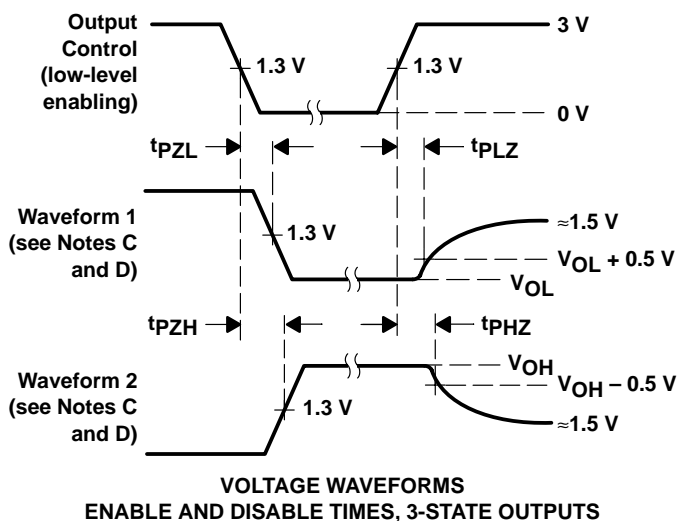 Output
Control
(low-level
enabling)
1.3 V
1.3 V
3 V
0 V
tPZL
tPLZ
Waveform 1
(see Notes C
and D)
1.3 V
≈1.5 V
VOL + 0.5 V
VOL
tPZH
tPHZ
Waveform 2
(see Notes C
and D)
1.3 V
VOH
VOH – 0.5 V
≈1.5 V
VOLTAGE WAVEFORMS
ENABLE AND DISABLE TIMES, 3-STATE OUTPUTS